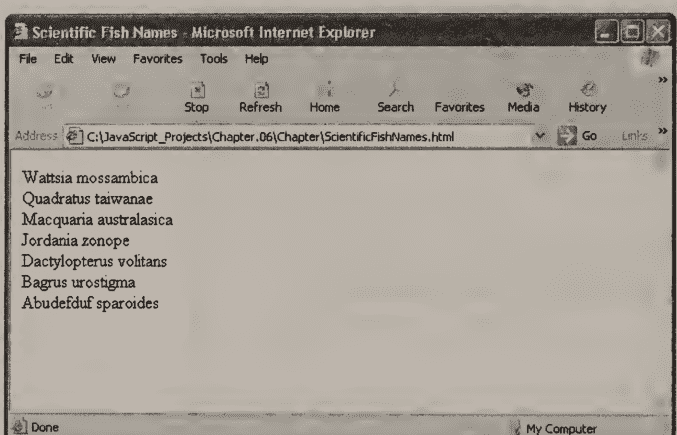 Scientific Fish Names - Microsoft Internet Explorer
File Edit View Favorites Tools Help
Stop Refresh Home Search Favorites Media History »
Address C:\JavaScript_Projects\Chapter.06\Chapter\ScientificFishNames.html Go Links »
Wattsia mossambica
Quadratus taiwanae
Macquaria australasica
Jordania zonope
Dactylopterus volitans
Bagrus urostigma
Abudefduf sparoides
Done My Computer